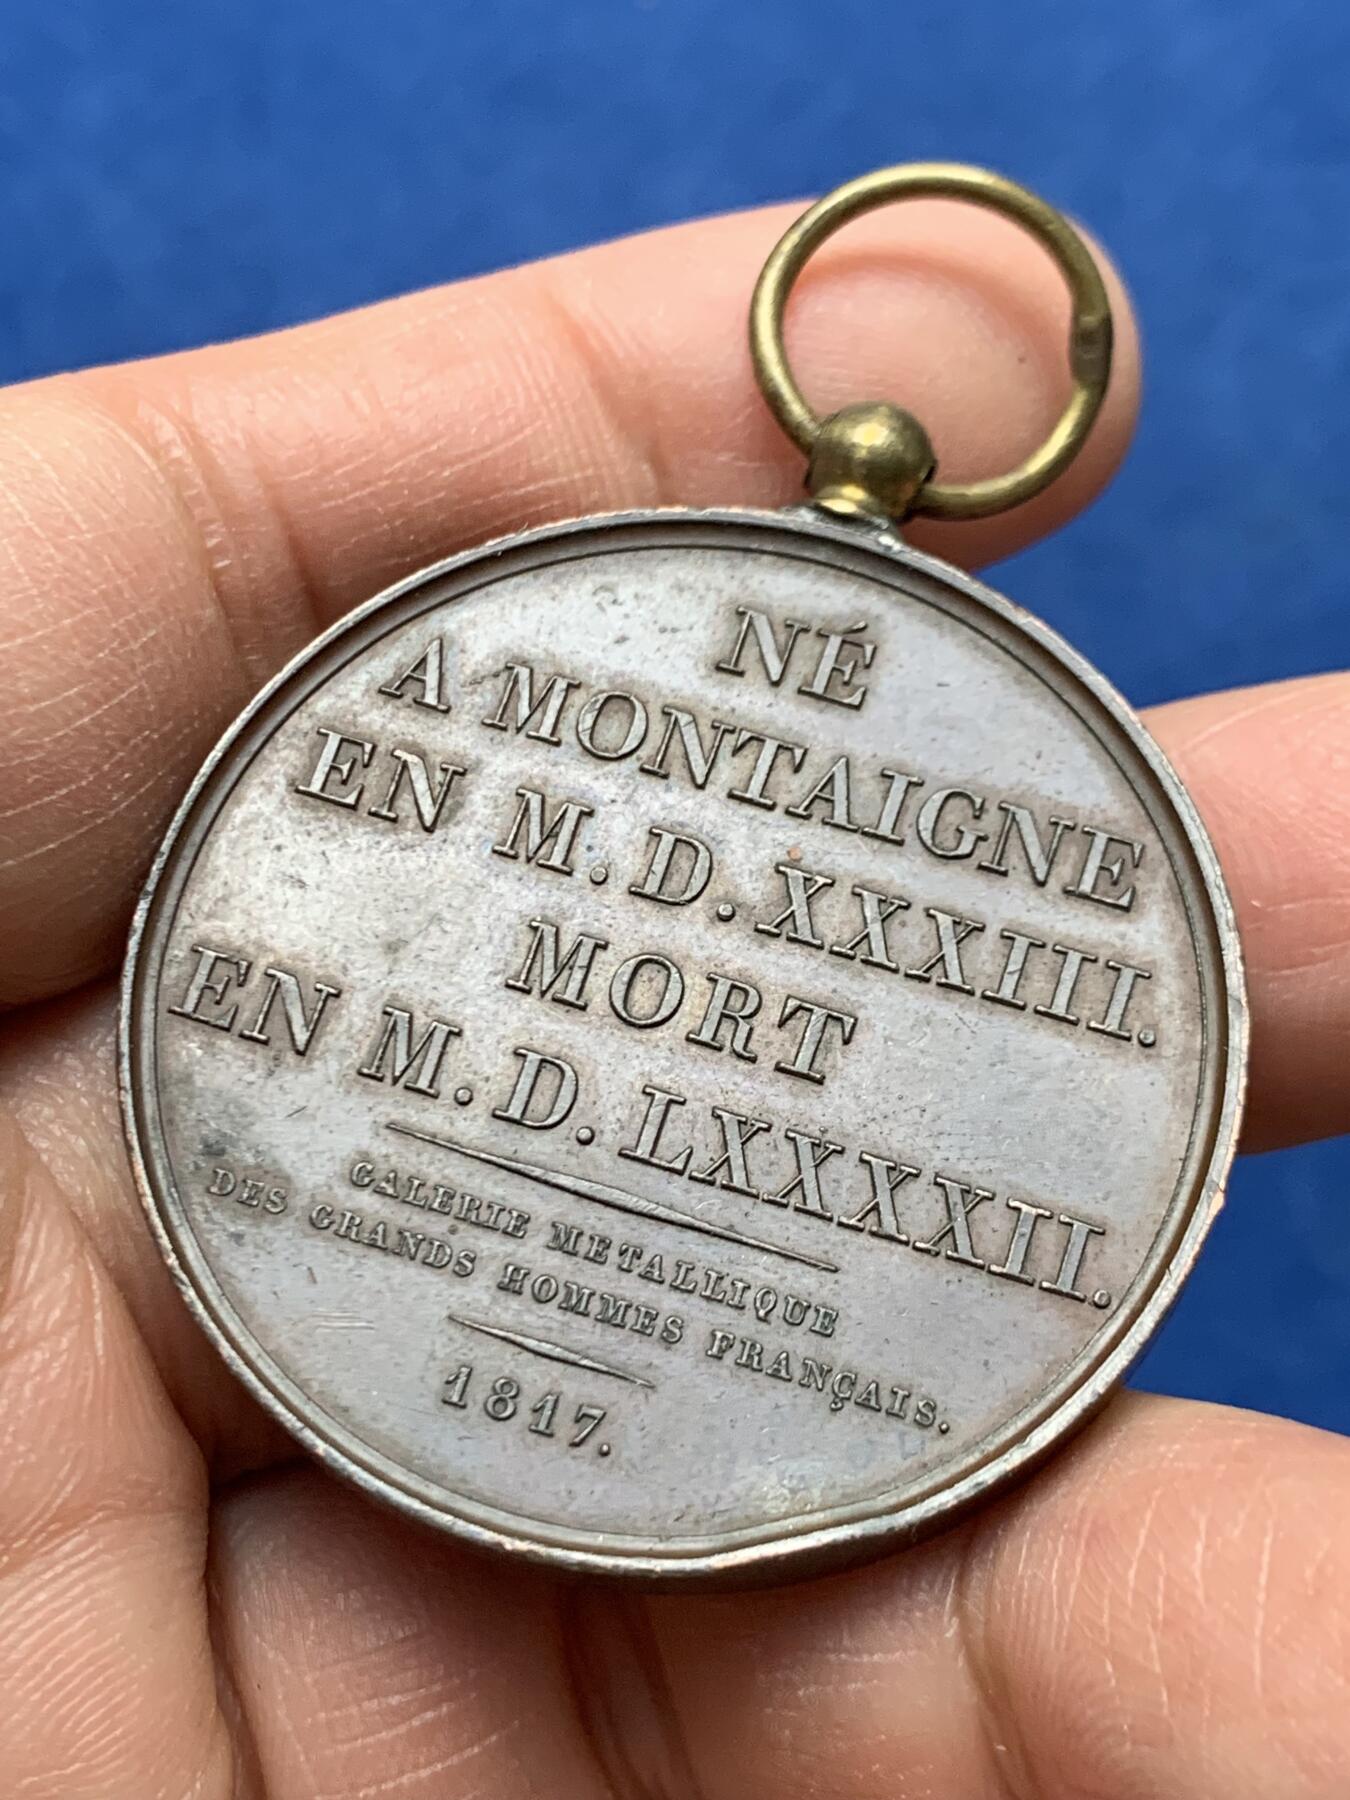 NÉ
A MONTAIGNE
EN M.D.XXXIII.
MORT
EN M.D.LXXXXII.
GALERIE METALLIQUE
DES GRANDS HOMMES FRANÇAIS.
1817.